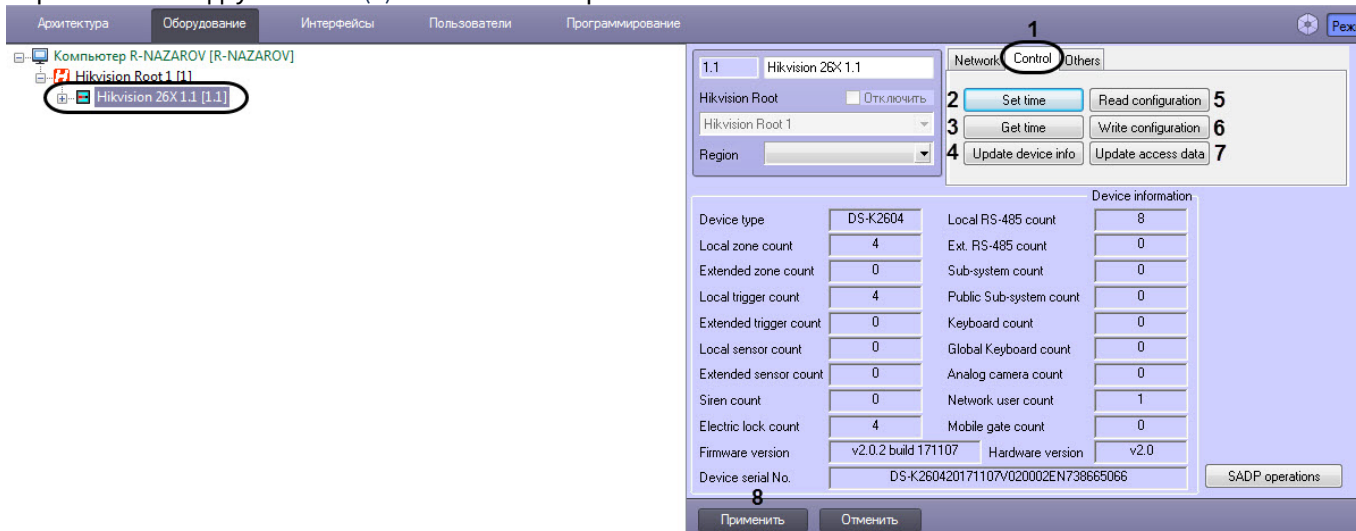 Архитектура Оборудование Интерфейсы Пользователи Программирование
Компьютер R-NAZAROV [R-NAZAROV]
Hikvision Root 1 [1]
Hikvision 26X 1.1 [1.1]
1.1 Hikvision 26X 1.1
Hikvision Root Отключить
Hikvision Root 1
Region
1
Network Control Others
2 Set time Read configuration 5
3 Get time Write configuration 6
4 Update device info Update access data 7
Device information
Device type DS-K2604 Local RS-485 count 8
Local zone count 4 Ext. RS-485 count 0
Extended zone count 0 Sub-system count 0
Local trigger count 4 Public Sub-system count 0
Extended trigger count 0 Keyboard count 0
Local sensor count 0 Global Keyboard count 0
Extended sensor count 0 Analog camera count 0
Siren count 0 Network user count 1
Electric lock count 4 Mobile gate count 0
Firmware version v2.0.2 build 171107 Hardware version v2.0
Device serial No. DS-K260420171107V020002EN738665066 SADP operations
8
Применить Отменить